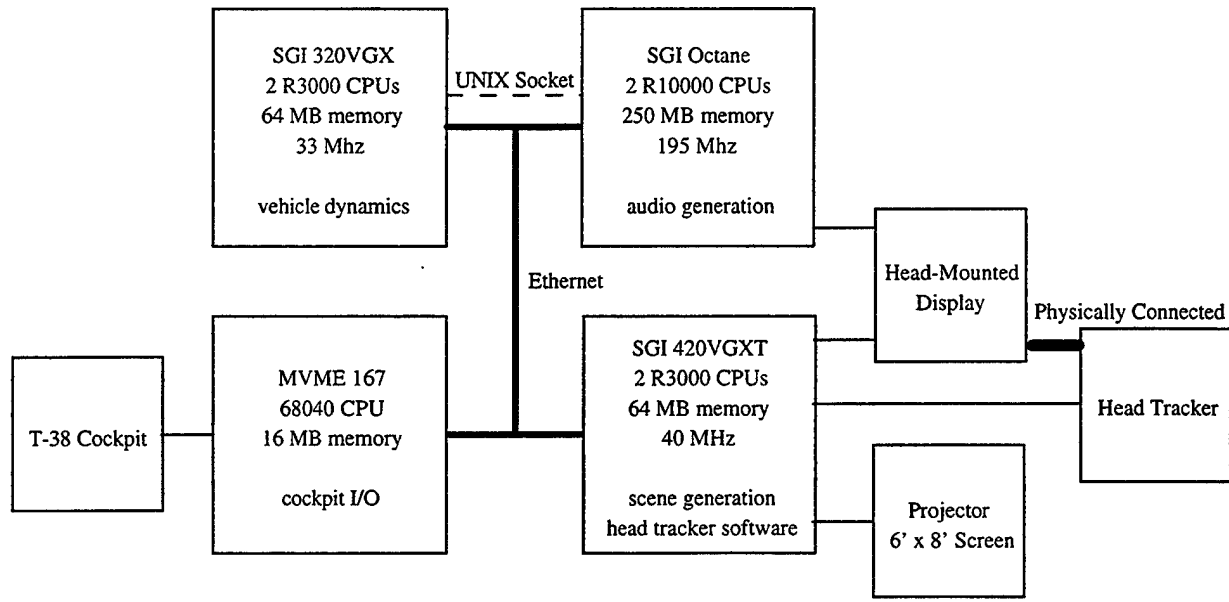 SGI 320VGX
2 R3000 CPUs
64 MB memory
33 Mhz
vehicle dynamics
UNIX Socket
SGI Octane
2 R10000 CPUs
250 MB memory
195 Mhz
audio generation
Ethernet
Head-Mounted
Display
Physically Connected
Head Tracker
T-38 Cockpit
MVME 167
68040 CPU
16 MB memory
cockpit I/O
SGI 420VGXT
2 R3000 CPUs
64 MB memory
40 MHz
scene generation
head tracker software
Projector
6' x 8' Screen